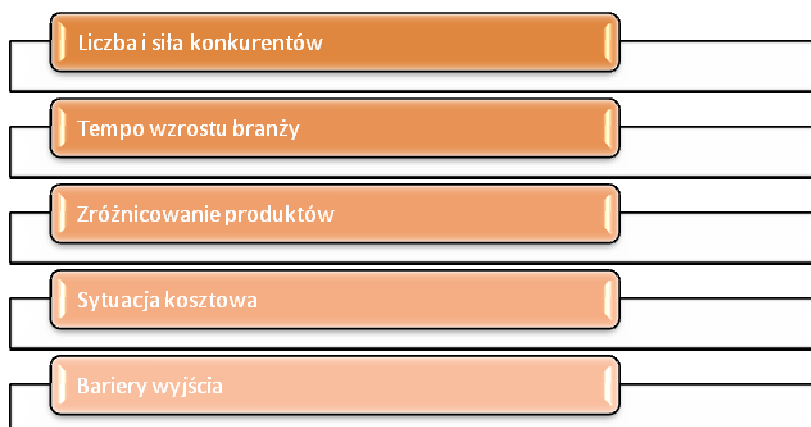 Liczba i siła konkurentów
Tempo wzrostu branży
Zróżnicowanie produktów
Sytuacja kosztowa
Bariery wyjścia